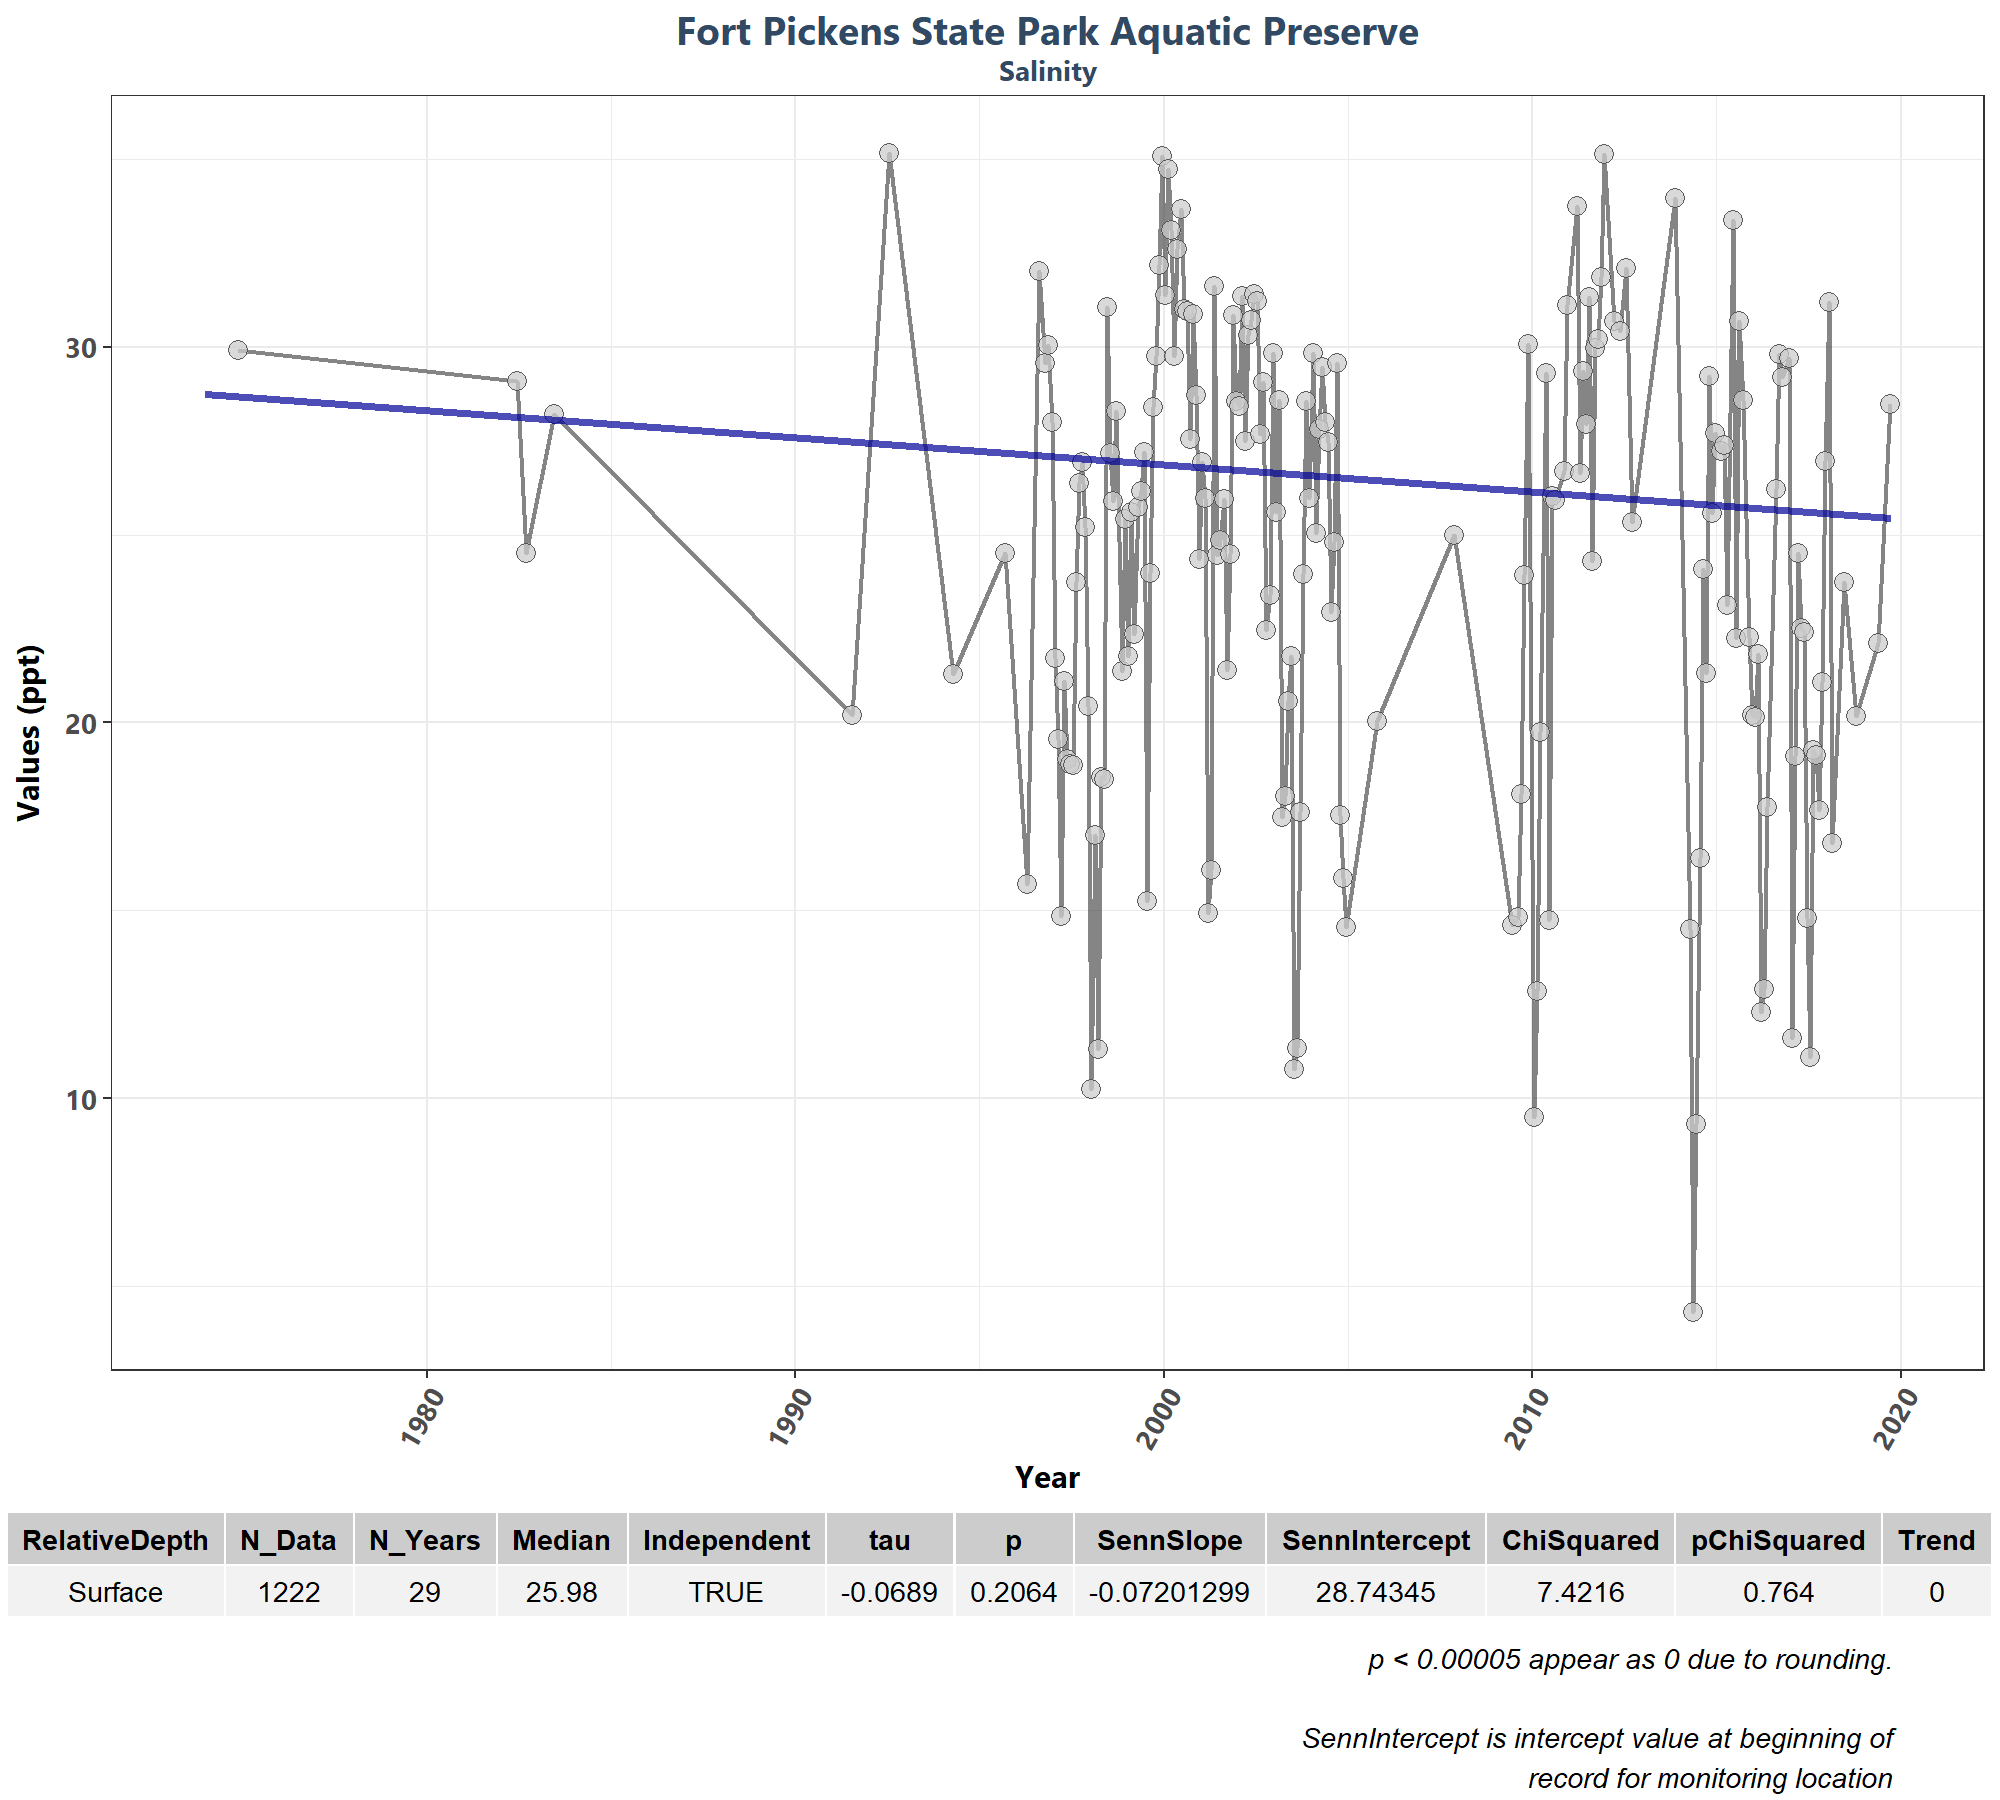 Fort Pickens State Park Aquatic Preserve
Salinity
Values (ppt)
30
20
10
1980
1990
2000
2010
2020
Year
RelativeDepth N_Data N_Years Median Independent tau p SennSlope SennIntercept ChiSquared pChiSquared Trend
Surface 1222 29 25.98 TRUE -0.0689 0.2064 -0.07201299 28.74345 7.4216 0.764 0
p < 0.00005 appear as 0 due to rounding.
SennIntercept is intercept value at beginning of
record for monitoring location